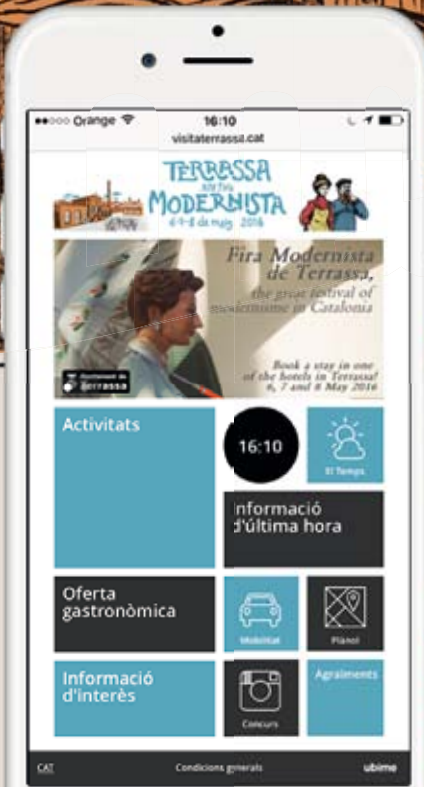 Orange
16:10
visitaterrassa.cat
TERRASSA
MODERNISTA
6-7-8 de maig 2016
Fira Modernista
de Terrassa,
the great festival of
modernisme in Catalonia
Book a stay in one
of the hotels in Terrassa!
6, 7 and 8 May 2016
Ajuntament de
Terrassa
Activitats
16:10
El Temps
Informació
d'última hora
Oferta
gastronòmica
Mobilitat
Plànol
Informació
d'interès
Concurs
Agraïments
CAT
Condicions generals
ubime